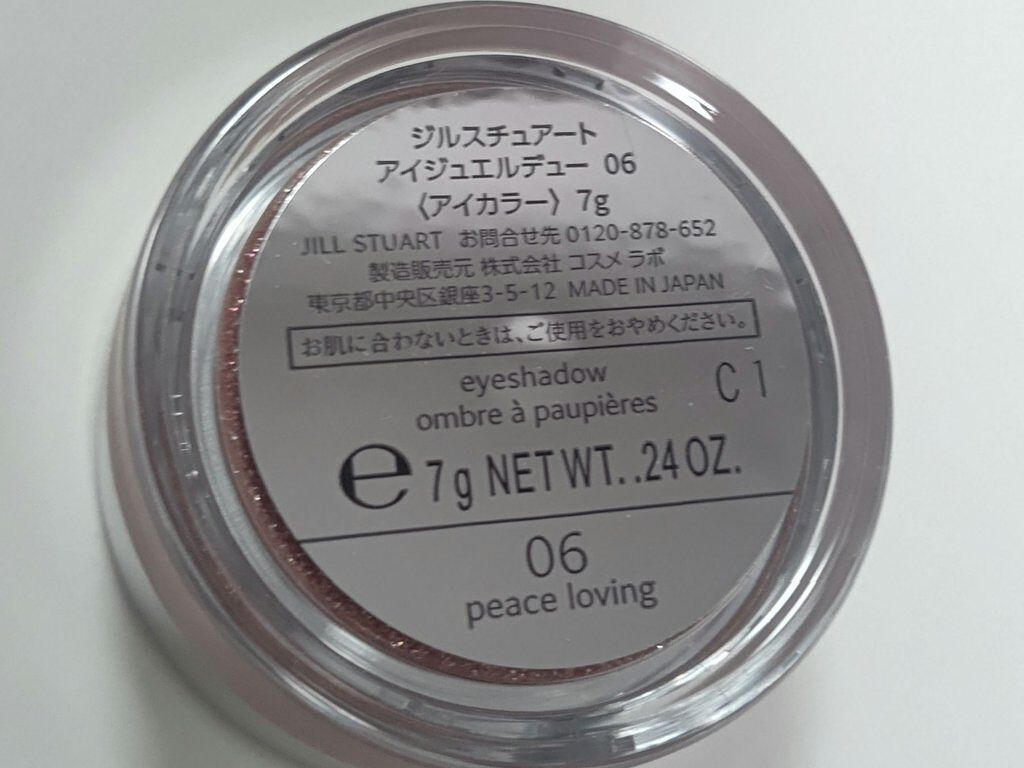 ジルスチュアート
アイジュエルデュー 06
〈アイカラー〉 7g
JILL STUART お問合せ先 0120-878-652
製造販売元 株式会社 コスメ ラボ
東京都中央区銀座3-5-12 MADE IN JAPAN
お肌に合わないときは、ご使用をおやめください。
eyeshadow
ombre à paupières C 1
℮ 7g NET WT. .24 OZ.
06
peace loving